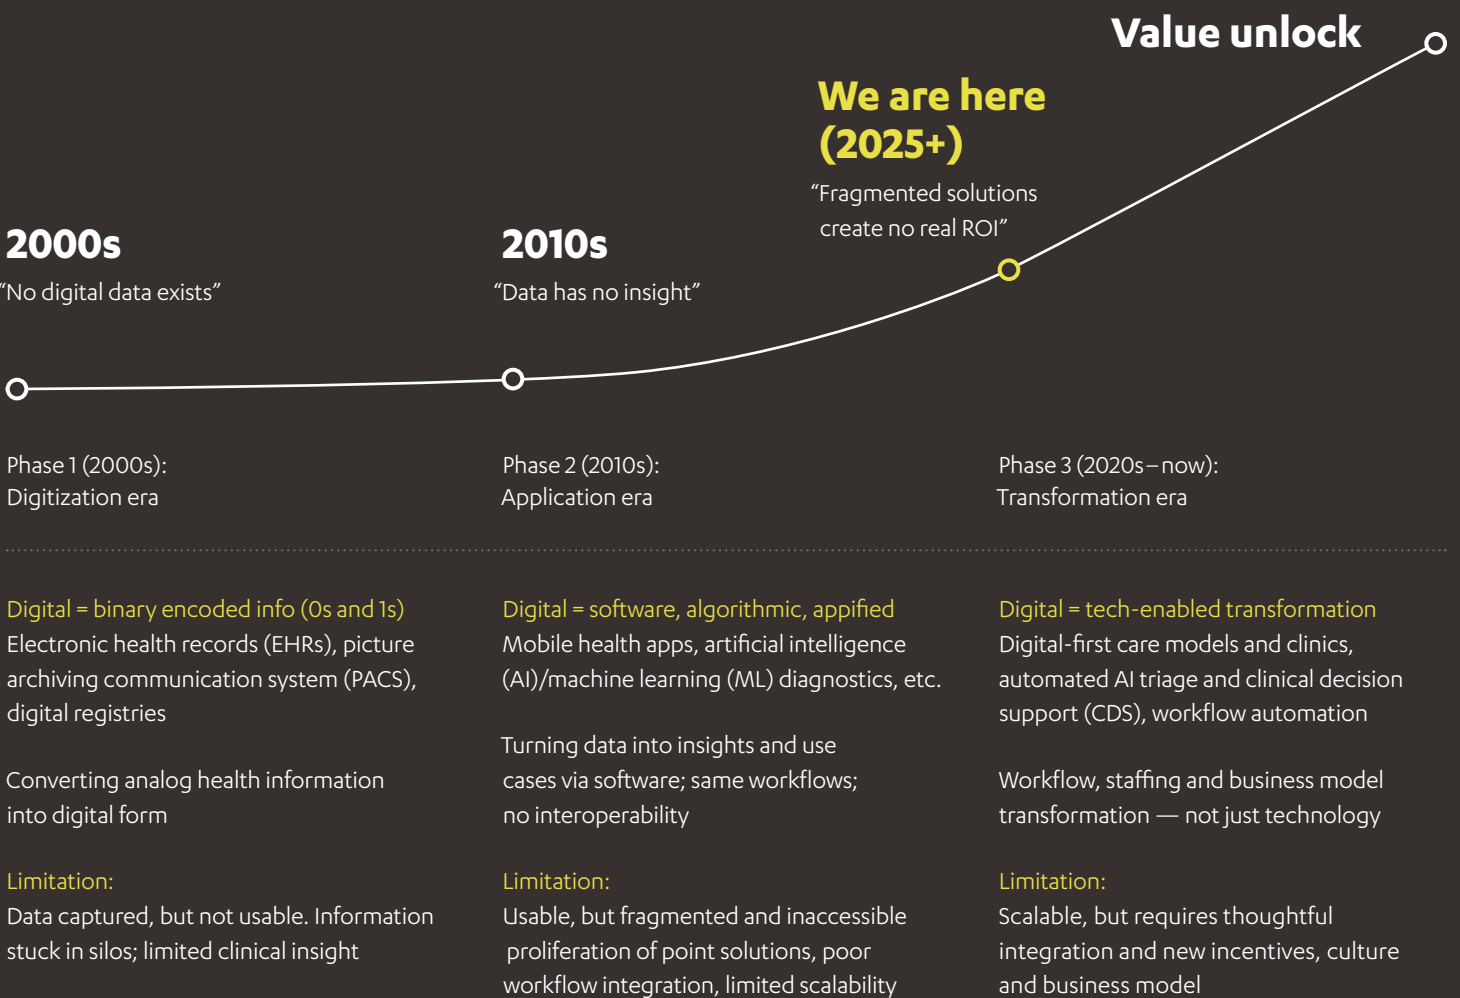 Value unlock
We are here
(2025+)
“Fragmented solutions
create no real ROI”
2000s
“No digital data exists”
2010s
“Data has no insight”
Phase 1 (2000s):
Digitization era
Phase 2 (2010s):
Application era
Phase 3 (2020s–now):
Transformation era
Digital = binary encoded info (0s and 1s)
Electronic health records (EHRs), picture
archiving communication system (PACS),
digital registries
Converting analog health information
into digital form
Limitation:
Data captured, but not usable. Information
stuck in silos; limited clinical insight
Digital = software, algorithmic, appified
Mobile health apps, artificial intelligence
(AI)/machine learning (ML) diagnostics, etc.
Turning data into insights and use
cases via software; same workflows;
no interoperability
Limitation:
Usable, but fragmented and inaccessible
proliferation of point solutions, poor
workflow integration, limited scalability
Digital = tech-enabled transformation
Digital-first care models and clinics,
automated AI triage and clinical decision
support (CDS), workflow automation
Workflow, staffing and business model
transformation — not just technology
Limitation:
Scalable, but requires thoughtful
integration and new incentives, culture
and business model